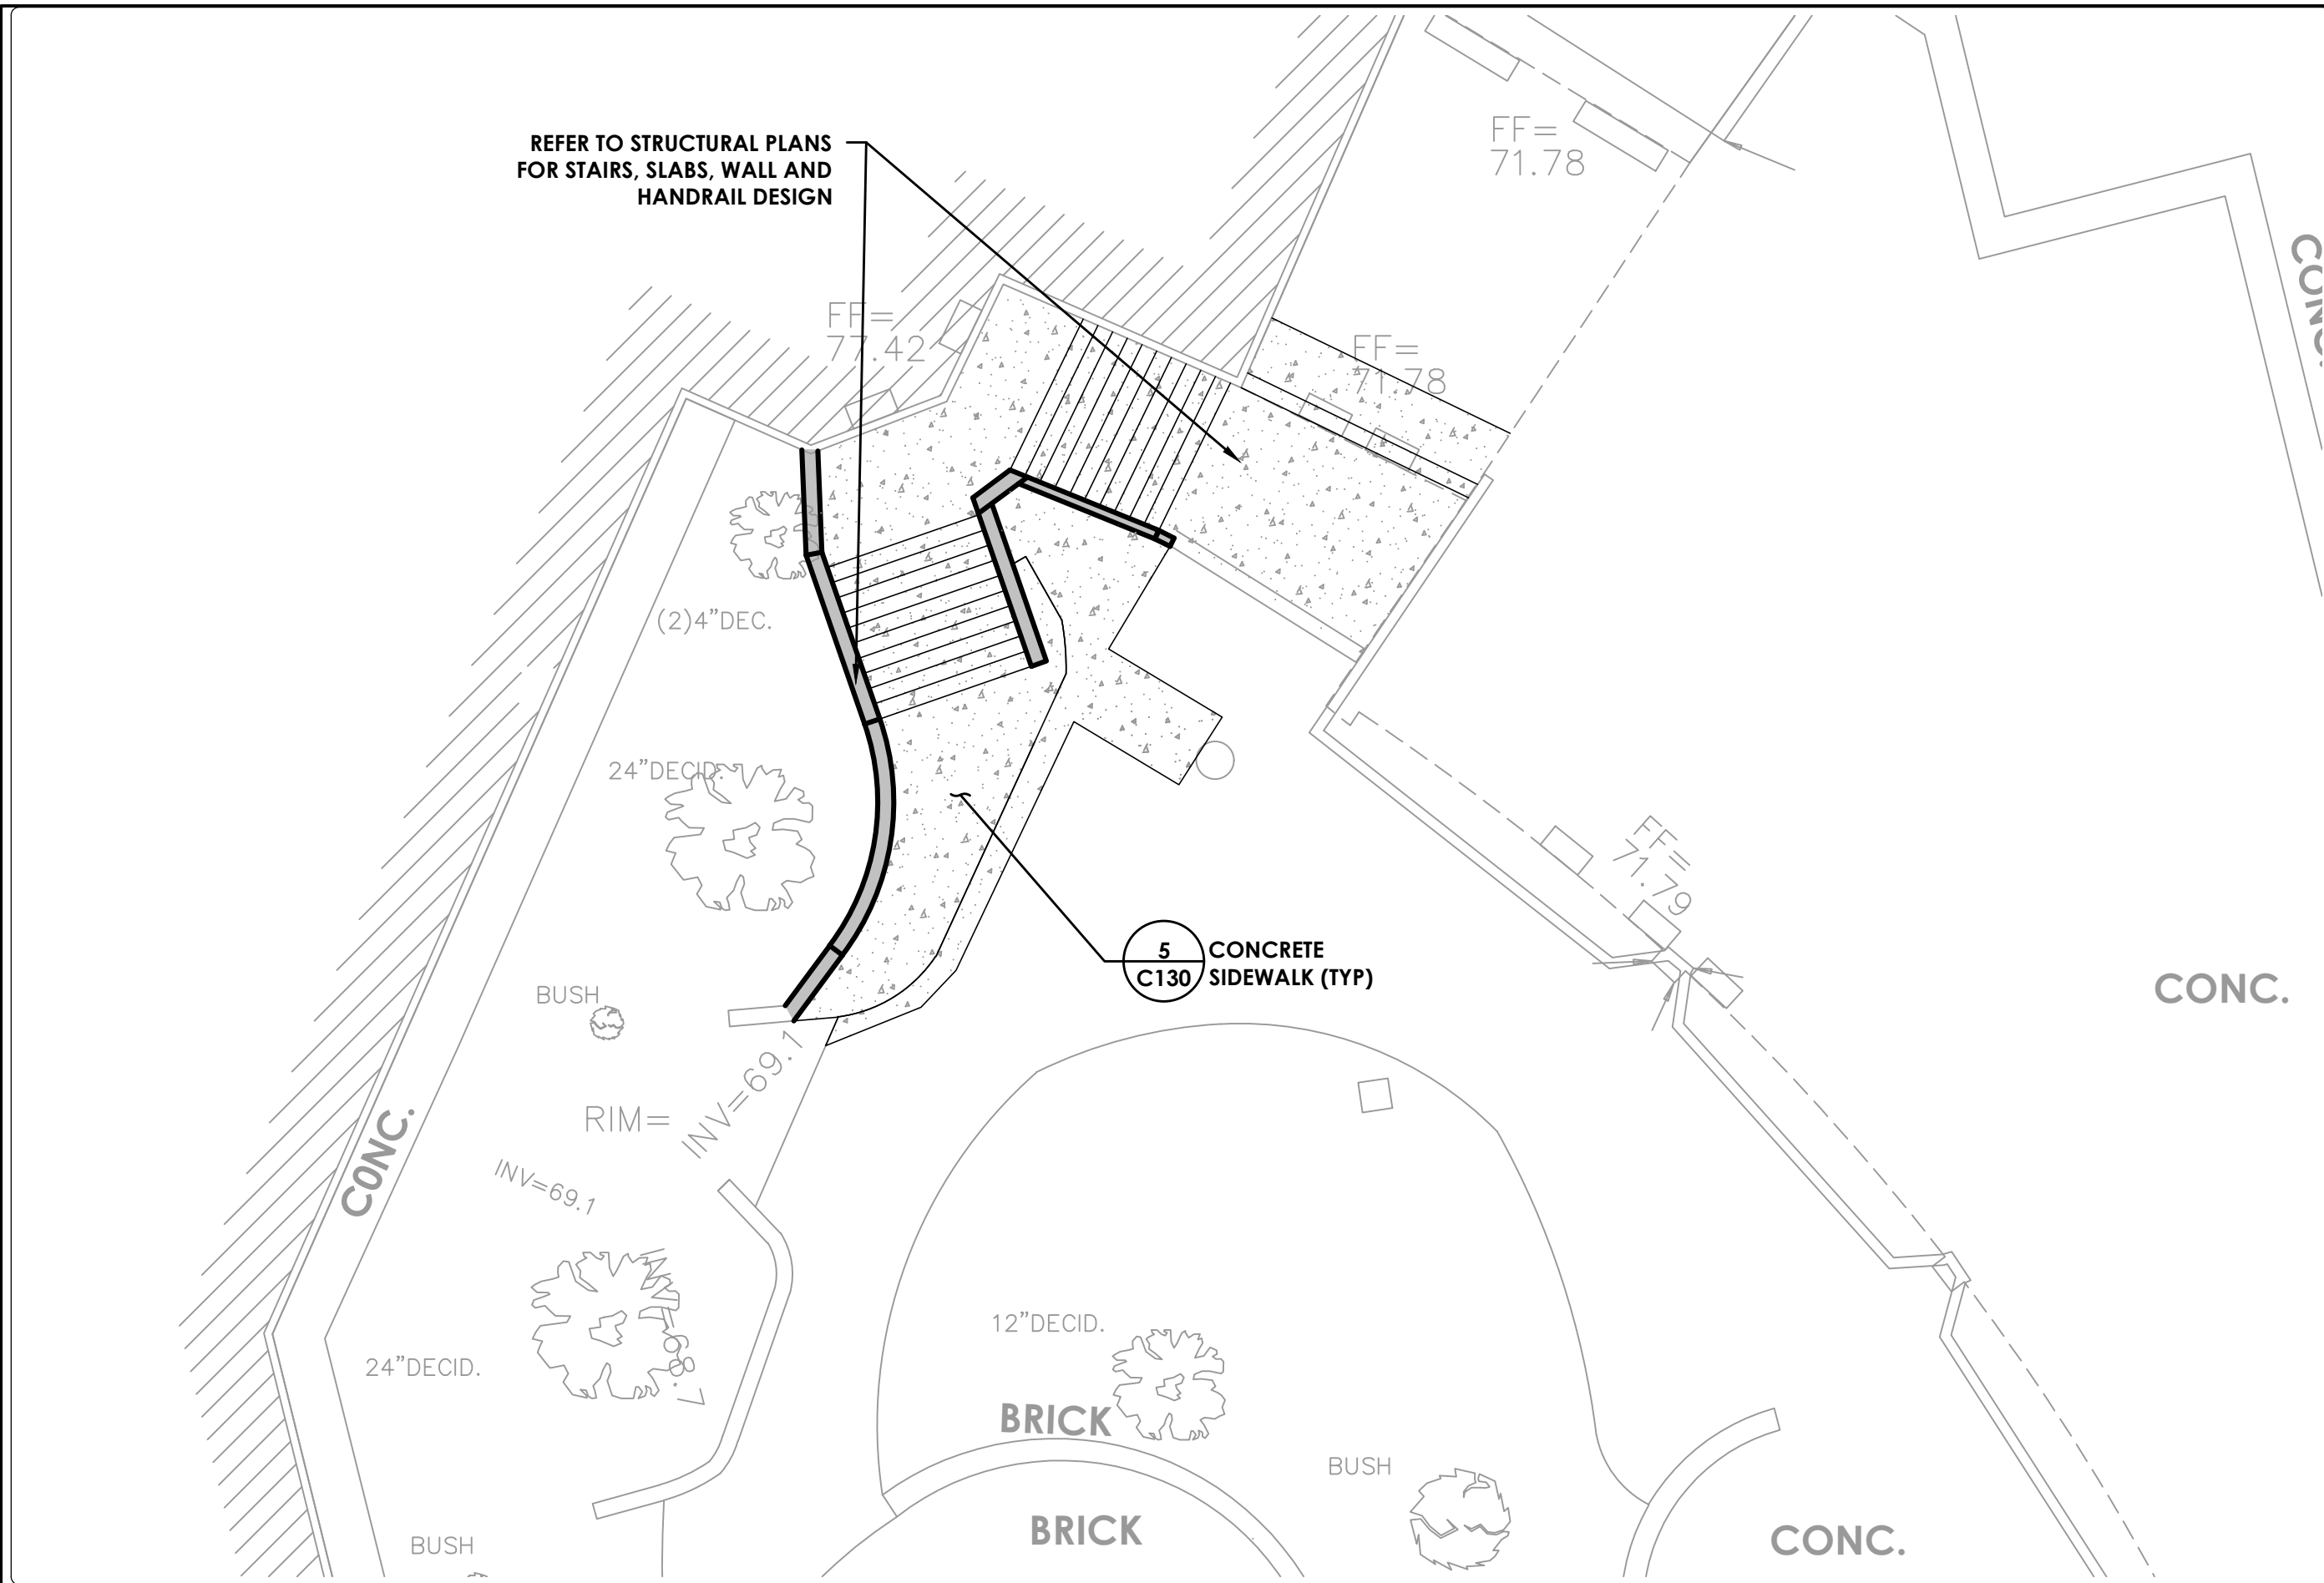 FF=
71.78
REFER TO STRUCTURAL PLANS
FOR STAIRS, SLABS, WALL AND
HANDRAIL DESIGN
CONC.
CONC.
FF=
77.42
FF=
71.78
(2)4"DEC.
24"DECID.
FF=
FF=
71.79
5
C130
CONCRETE
SIDEWALK (TYP)
CONC.
BUSH
INV=69.1
RIM=
CONC.
INV=69.1
12"DECID.
24"DECID.
BRICK
BUSH
BRICK
CONC.
BUSH